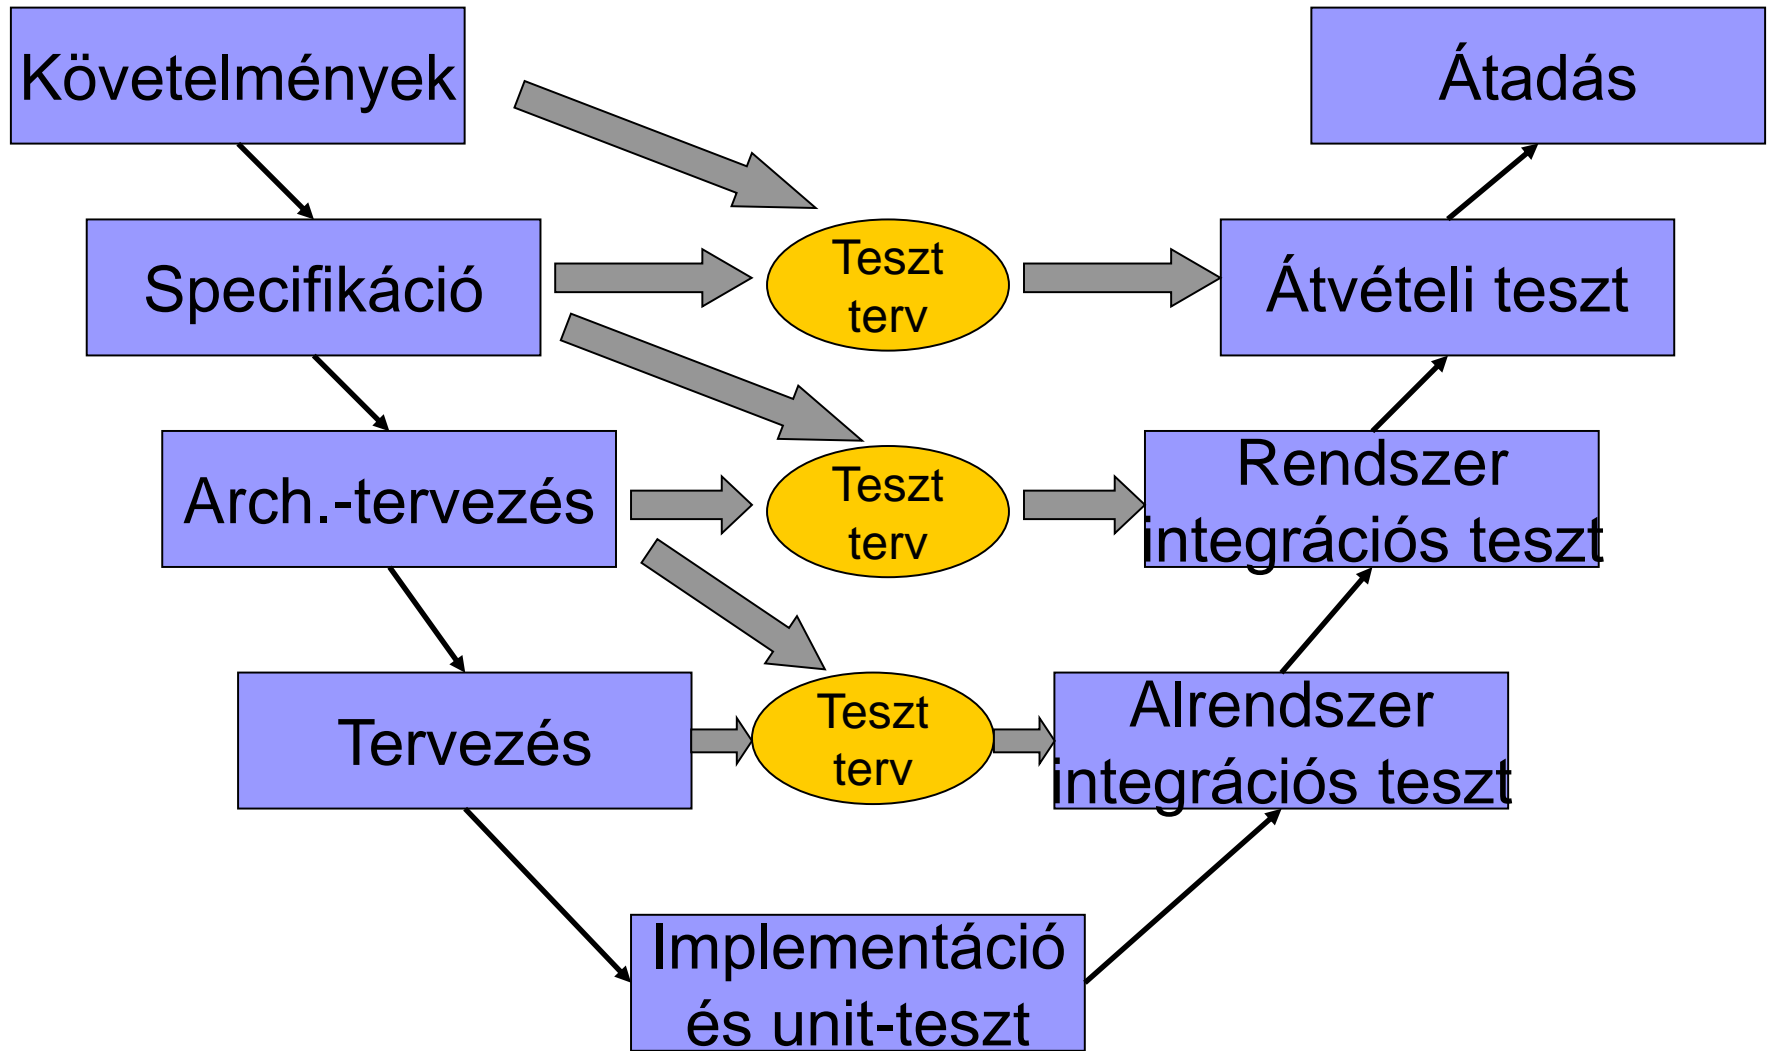 Követelmények
Átadás
Specifikáció
Teszt
terv
Átvételi teszt
Arch.-tervezés
Teszt
terv
Rendszer
integrációs teszt
Tervezés
Teszt
terv
Alrendszer
integrációs teszt
Implementáció
és unit-teszt